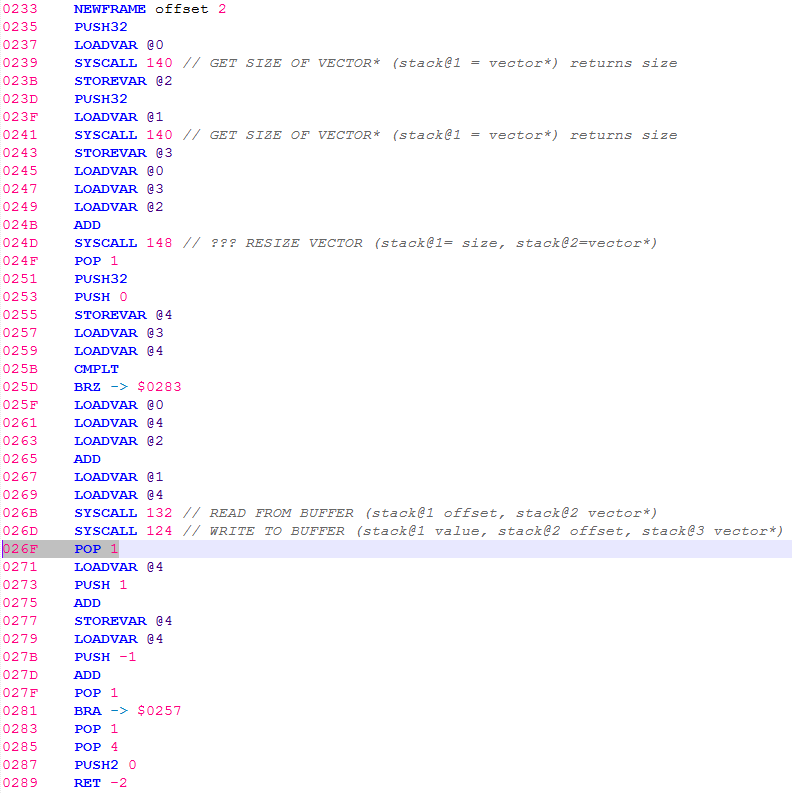 0233 NEWFRAME offset 2
0235 PUSH32
0237 LOADVAR @0
0239 SYSCALL 140 // GET SIZE OF VECTOR* (stack@1 = vector*) returns size
023B STOREVAR @2
023D PUSH32
023F LOADVAR @1
0241 SYSCALL 140 // GET SIZE OF VECTOR* (stack@1 = vector*) returns size
0243 STOREVAR @3
0245 LOADVAR @0
0247 LOADVAR @3
0249 LOADVAR @2
024B ADD
024D SYSCALL 148 // ??? RESIZE VECTOR (stack@1= size, stack@2=vector*)
024F POP 1
0251 PUSH32
0253 PUSH 0
0255 STOREVAR @4
0257 LOADVAR @3
0259 LOADVAR @4
025B CMPLT
025D BRZ -> $0283
025F LOADVAR @0
0261 LOADVAR @4
0263 LOADVAR @2
0265 ADD
0267 LOADVAR @1
0269 LOADVAR @4
026B SYSCALL 132 // READ FROM BUFFER (stack@1 offset, stack@2 vector*)
026D SYSCALL 124 // WRITE TO BUFFER (stack@1 value, stack@2 offset, stack@3 vector*)
026F POP 1
0271 LOADVAR @4
0273 PUSH 1
0275 ADD
0277 STOREVAR @4
0279 LOADVAR @4
027B PUSH -1
027D ADD
027F POP 1
0281 BRA -> $0257
0283 POP 1
0285 POP 4
0287 PUSH2 0
0289 RET -2